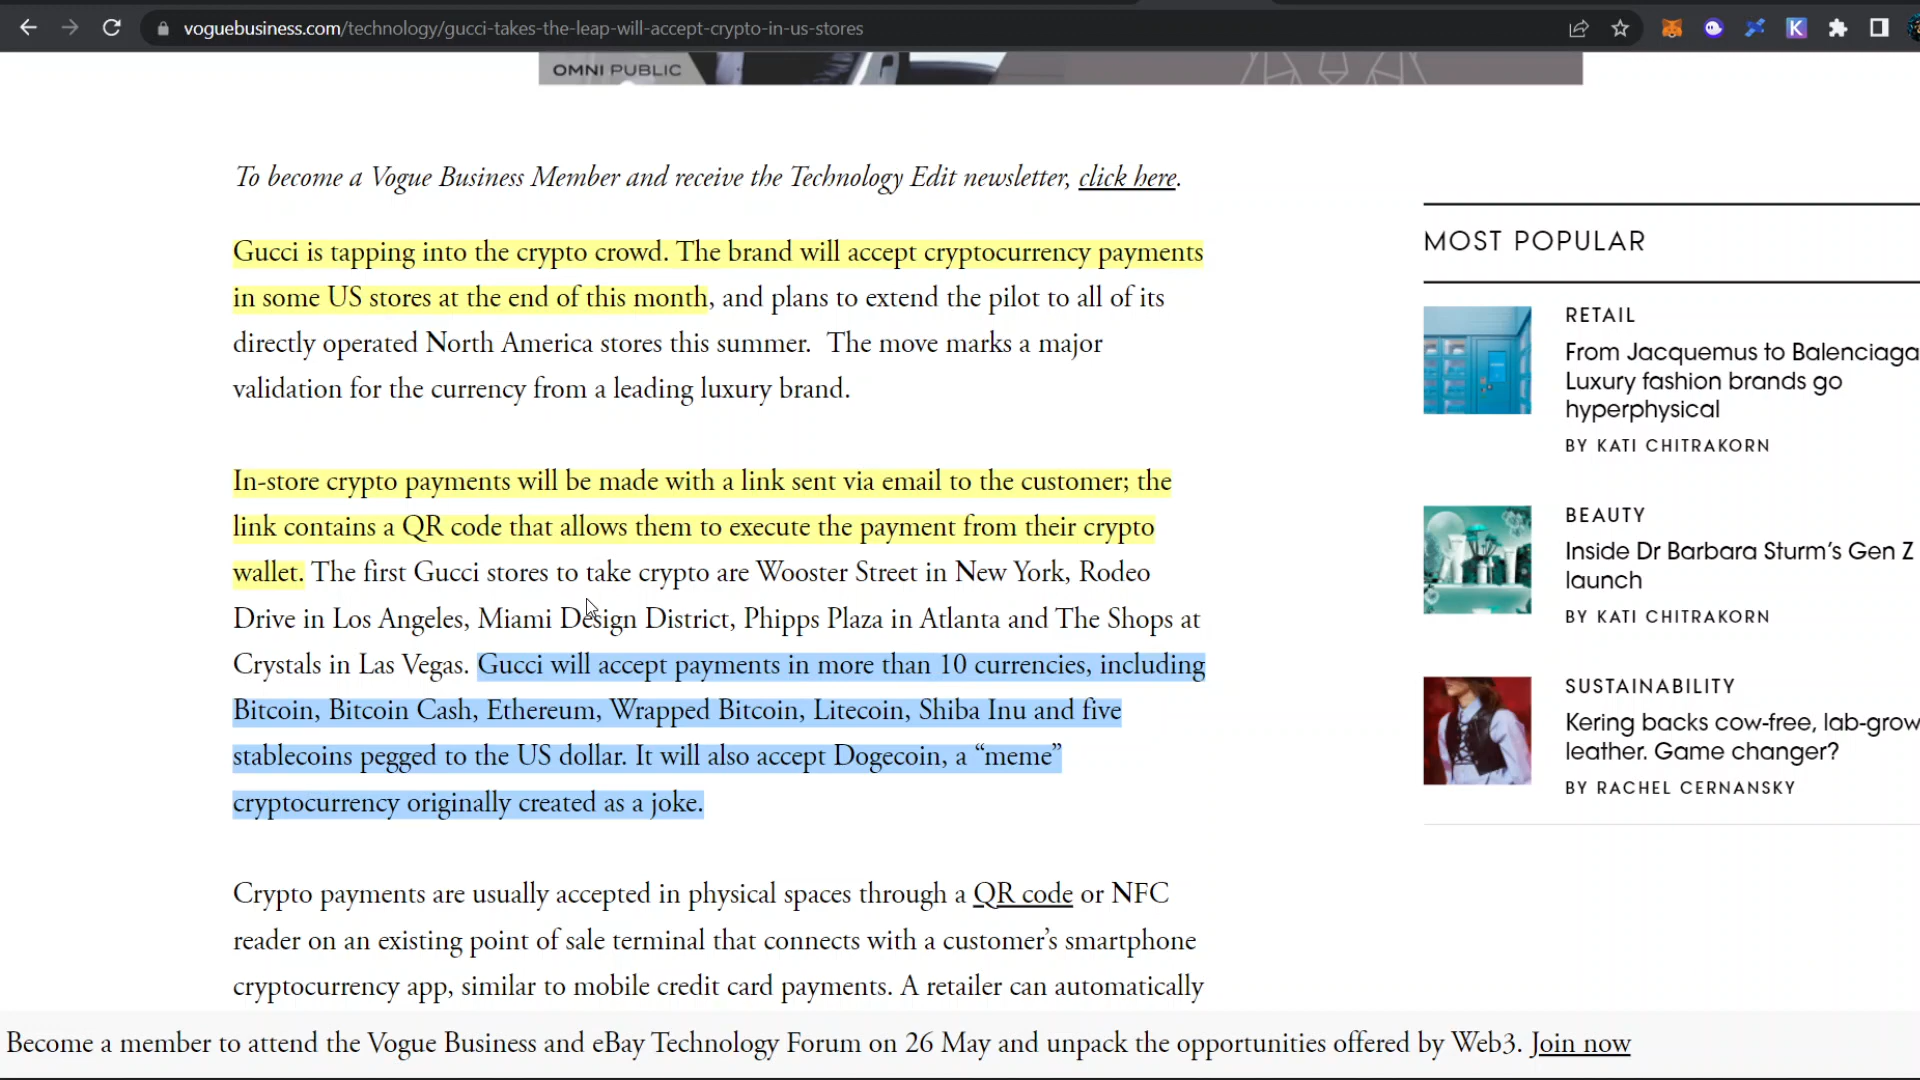 voguebusiness.com/technology/gucci-takes-the-leap-will-accept-crypto-in-us-stores
K
OMNI PUBLIC
To become a Vogue Business Member and receive the Technology Edit newsletter, click here.
Gucci is tapping into the crypto crowd. The brand will accept cryptocurrency payments
in some US stores at the end of this month, and plans to extend the pilot to all of its
directly operated North America stores this summer.  The move marks a major
validation for the currency from a leading luxury brand.
In-store crypto payments will be made with a link sent via email to the customer; the
link contains a QR code that allows them to execute the payment from their crypto
wallet. The first Gucci stores to take crypto are Wooster Street in New York, Rodeo
Drive in Los Angeles, Miami Design District, Phipps Plaza in Atlanta and The Shops at
Crystals in Las Vegas. Gucci will accept payments in more than 10 currencies, including
Bitcoin, Bitcoin Cash, Ethereum, Wrapped Bitcoin, Litecoin, Shiba Inu and five
stablecoins pegged to the US dollar. It will also accept Dogecoin, a “meme”
cryptocurrency originally created as a joke.
Crypto payments are usually accepted in physical spaces through a QR code or NFC
reader on an existing point of sale terminal that connects with a customer’s smartphone
cryptocurrency app, similar to mobile credit card payments. A retailer can automatically
MOST POPULAR
RETAIL
From Jacquemus to Balenciaga
Luxury fashion brands go
hyperphysical
BY KATI CHITRAKORN
BEAUTY
Inside Dr Barbara Sturm’s Gen Z
launch
BY KATI CHITRAKORN
SUSTAINABILITY
Kering backs cow-free, lab-grow
leather. Game changer?
BY RACHEL CERNANSKY
Become a member to attend the Vogue Business and eBay Technology Forum on 26 May and unpack the opportunities offered by Web3. Join now